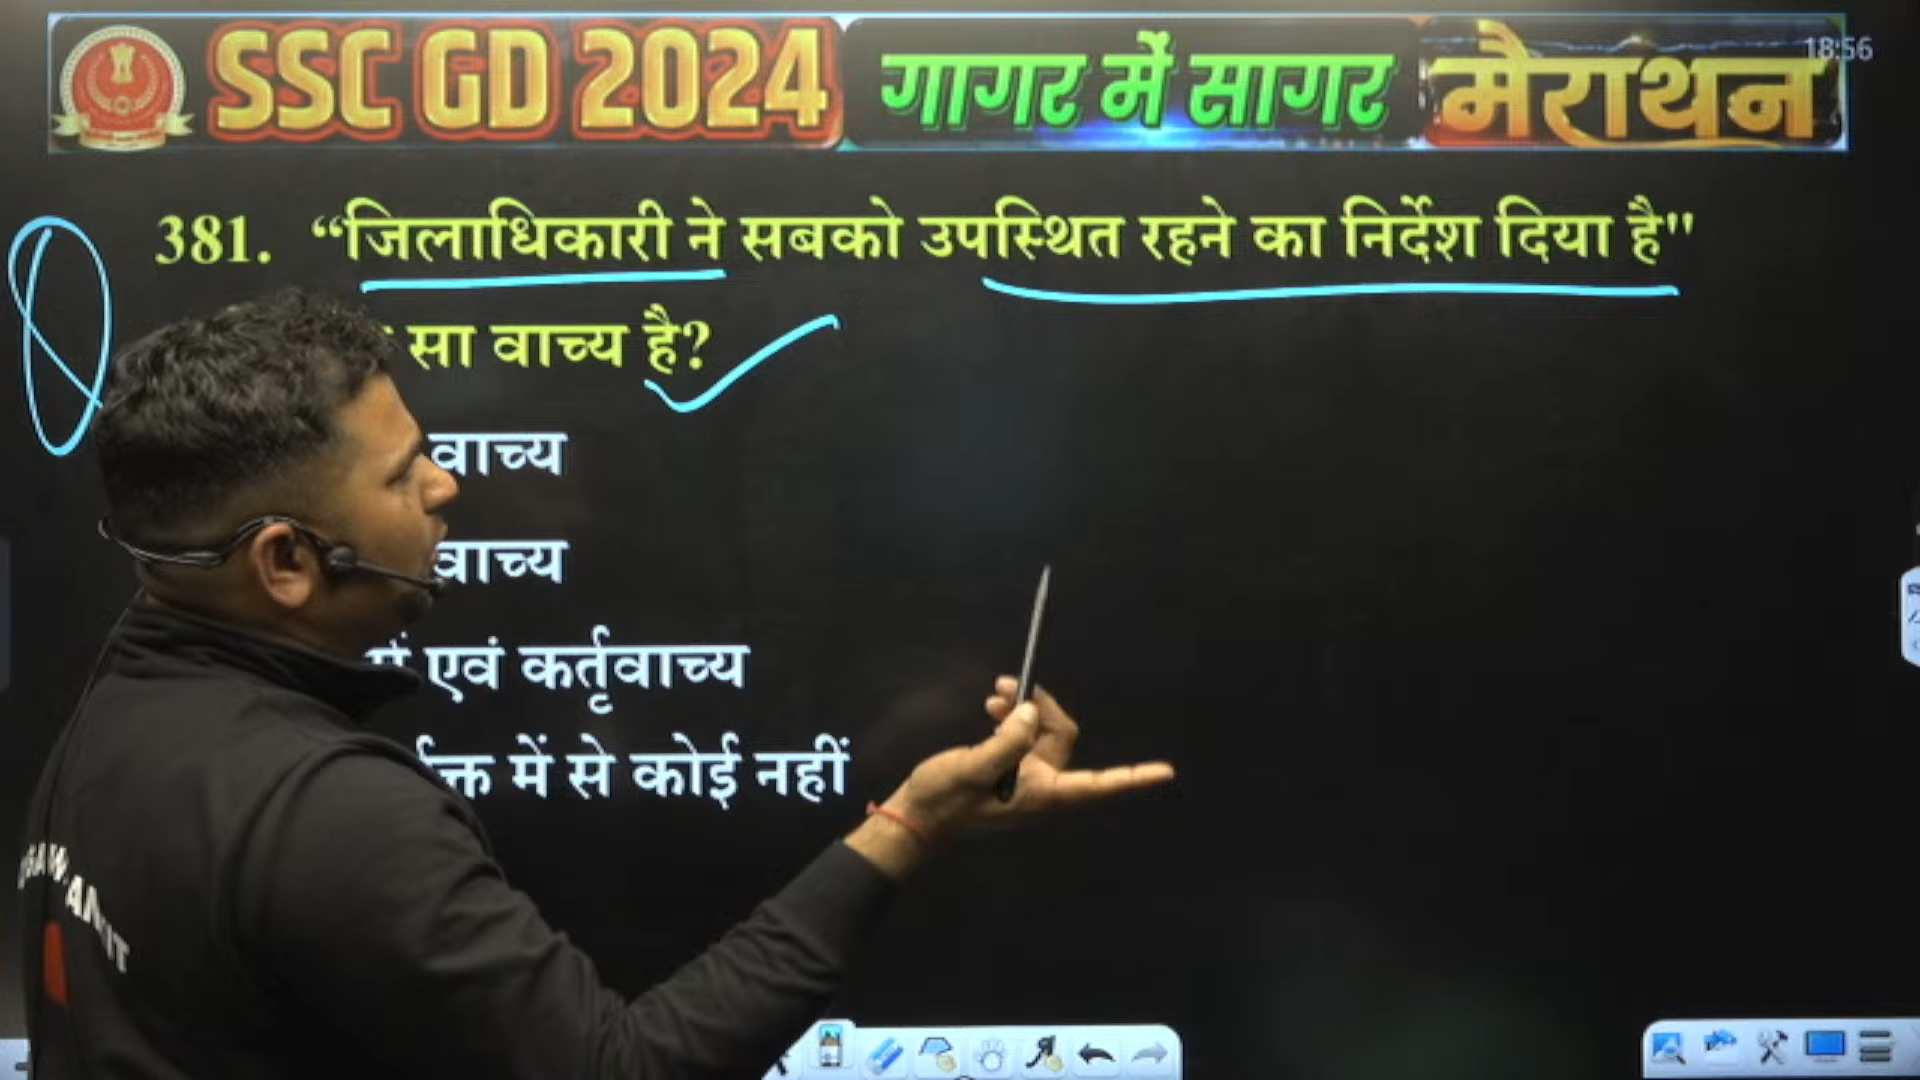 SSC GD 2024 गागर में सागर मैराथन
18:56
381. “जिलाधिकारी ने सबको उपस्थित रहने का निर्देश दिया है"
सा वाच्य है?
वाच्य
वाच्य
एवं कर्तृवाच्य
में से कोई नहीं